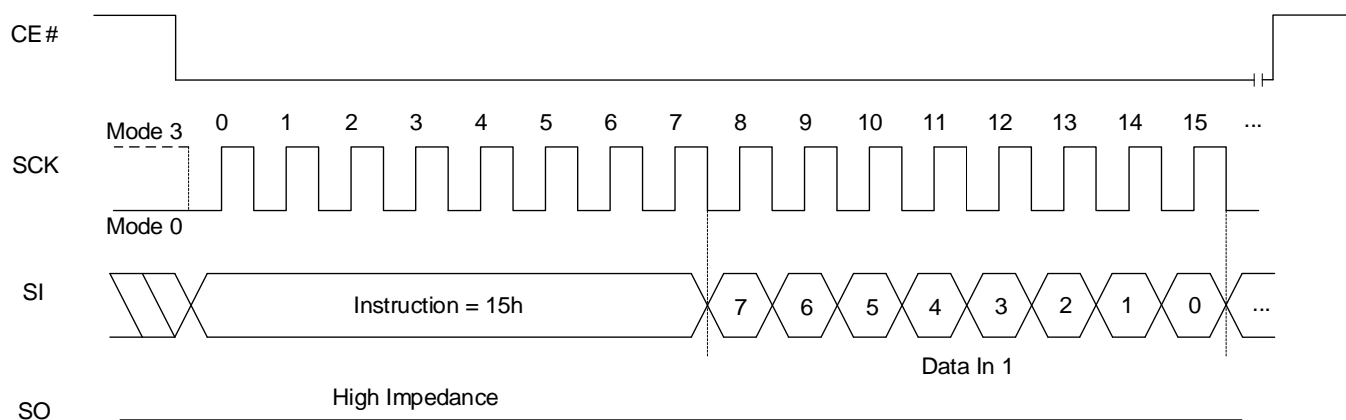 CE#
Mode 3 0 1 2 3 4 5 6 7 8 9 10 11 12 13 14 15 ...
SCK
Mode 0
SI Instruction = 15h 7 6 5 4 3 2 1 0 ...
Data In 1
High Impedance
SO